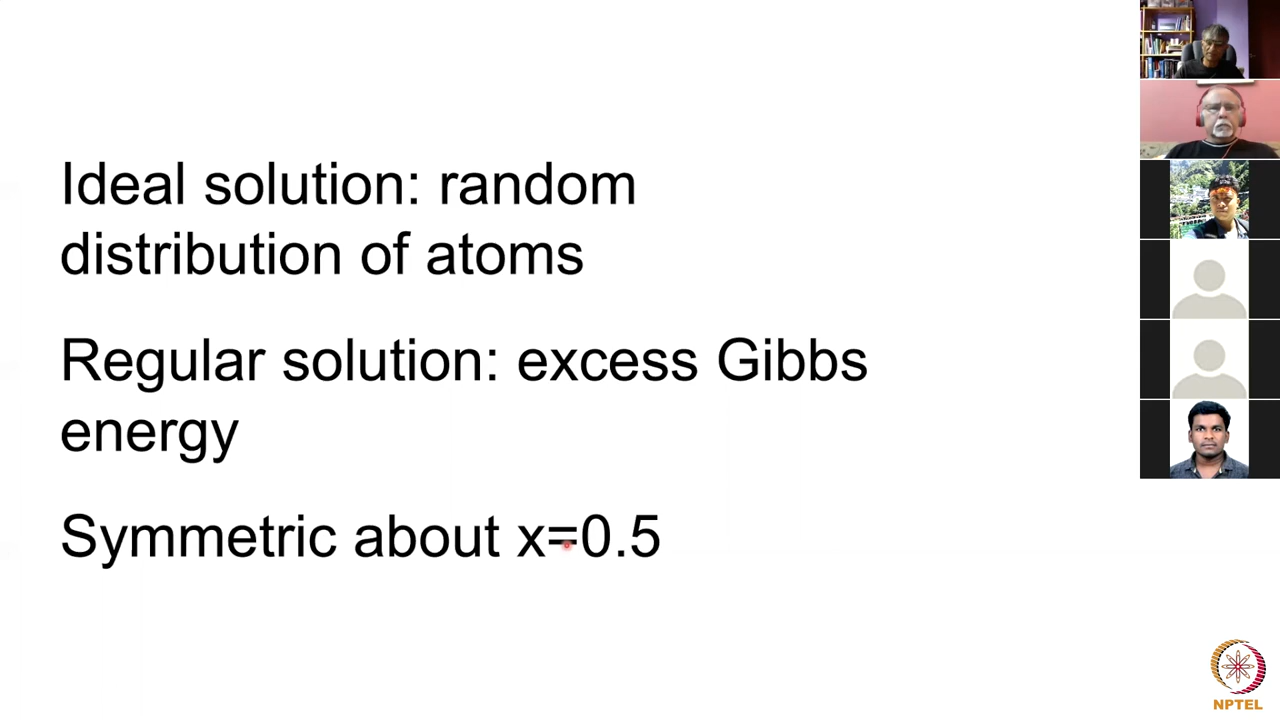 Ideal solution: random
distribution of atoms
Regular solution: excess Gibbs
energy
Symmetric about x=0.5
NPTEL